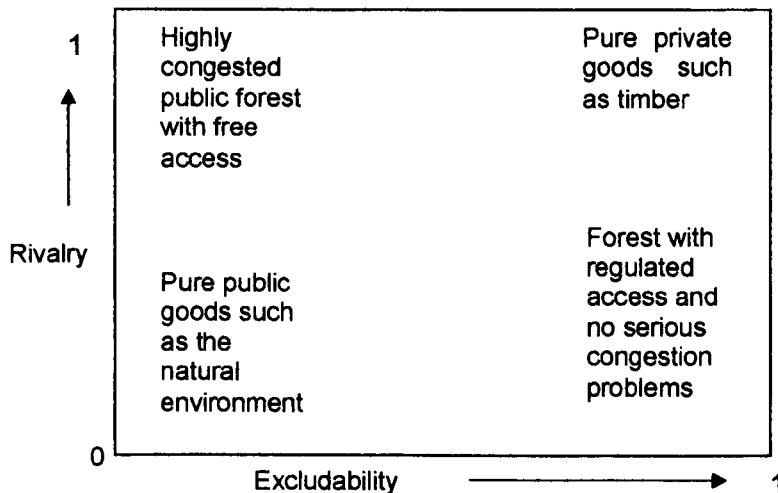 1
Highly
congested
public forest
with free
access
Pure private
goods such
as timber
Rivalry
Pure public
goods such
as the
natural
environment
Forest with
regulated
access and
no serious
congestion
problems
0
Excludability
1